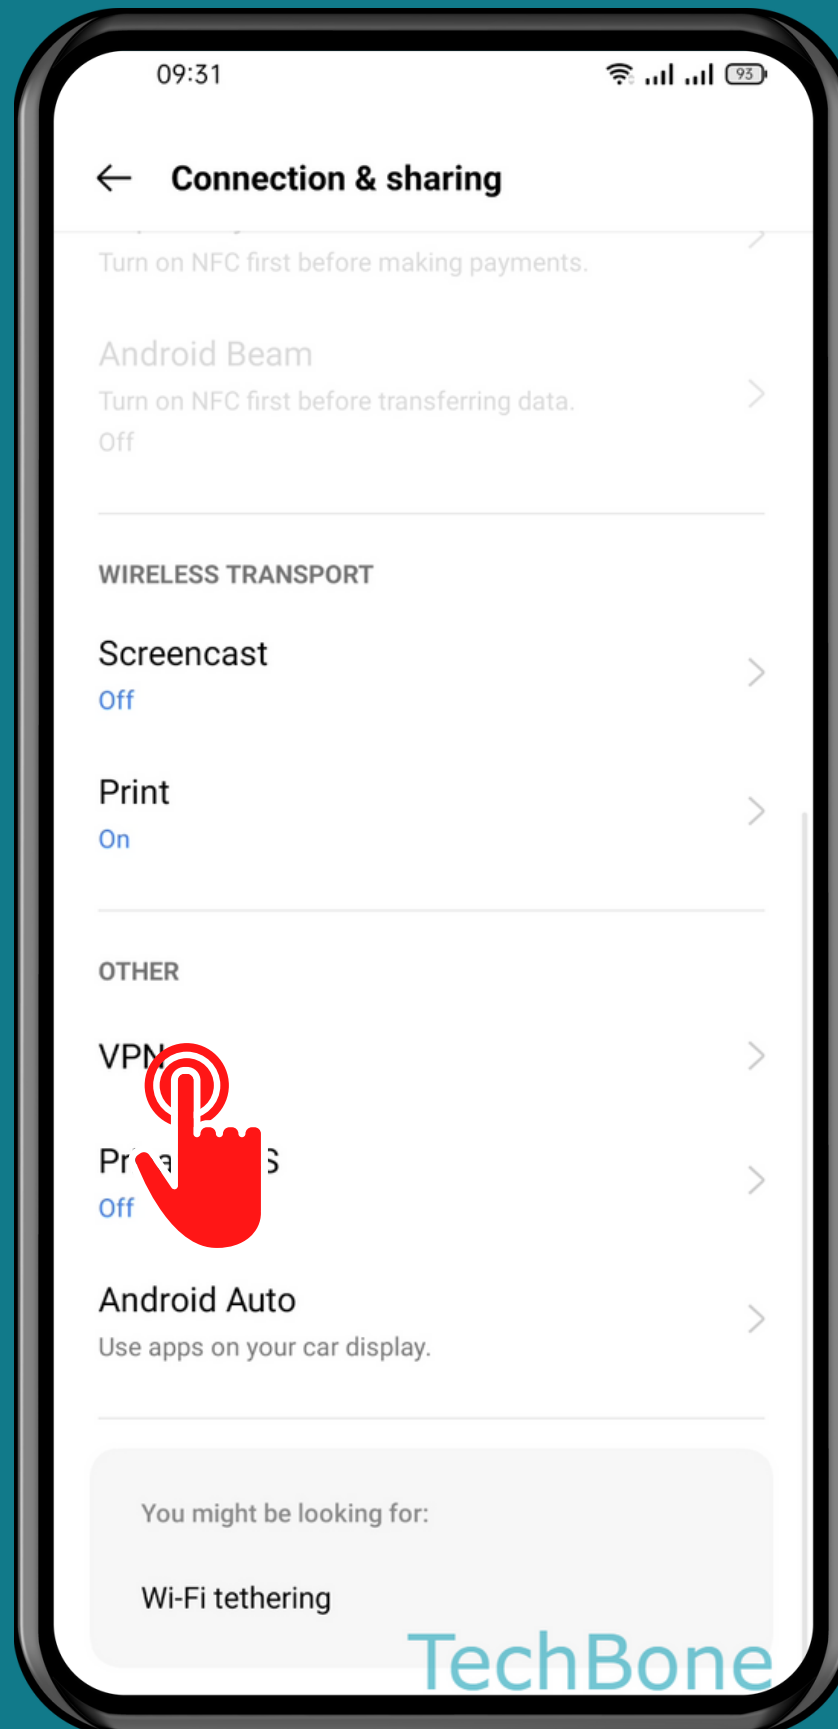 09:31
93
Connection & sharing
Turn on NFC first before making payments.
Android Beam
Turn on NFC first before transferring data.
Off
WIRELESS TRANSPORT
Screencast
Off
Print
On
OTHER
VPN
Off
Android Auto
Use apps on your car display.
You might be looking for:
Wi-Fi tethering
TechBone